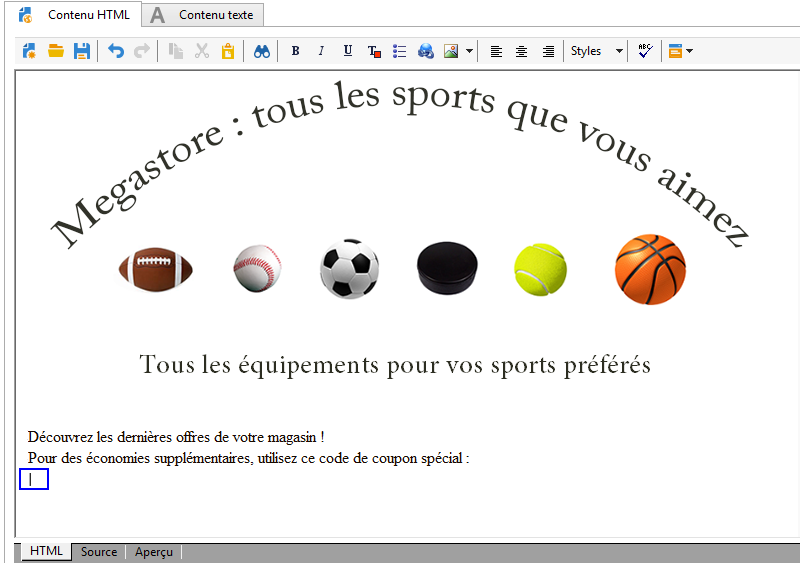 Contenu HTML
A Contenu texte
B I U T Styles ABC
Megastore : tous les sports que vous aimez
Tous les équipements pour vos sports préférés
Découvrez les dernières offres de votre magasin !
Pour des économies supplémentaires, utilisez ce code de coupon spécial :
HTML Source Aperçu